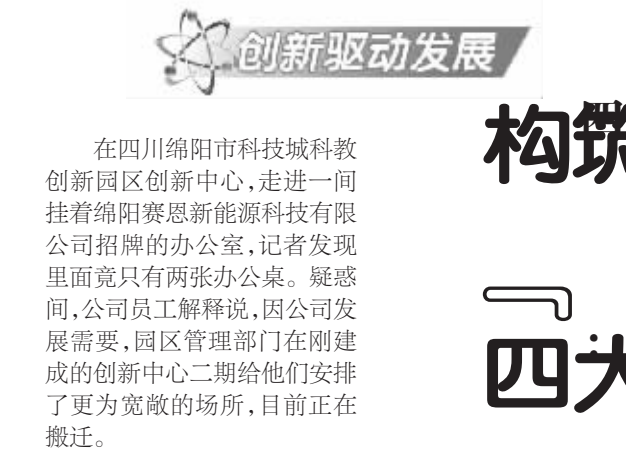 创新驱动发展
在四川绵阳市科技城科教
创新园区创新中心,走进一间
挂着绵阳赛恩新能源科技有限
公司招牌的办公室,记者发现
里面竟只有两张办公桌。疑惑
间,公司员工解释说,因公司发
展需要,园区管理部门在刚建
成的创新中心二期给他们安排
了更为宽敞的场所,目前正在
搬迁。
构筑
“四大